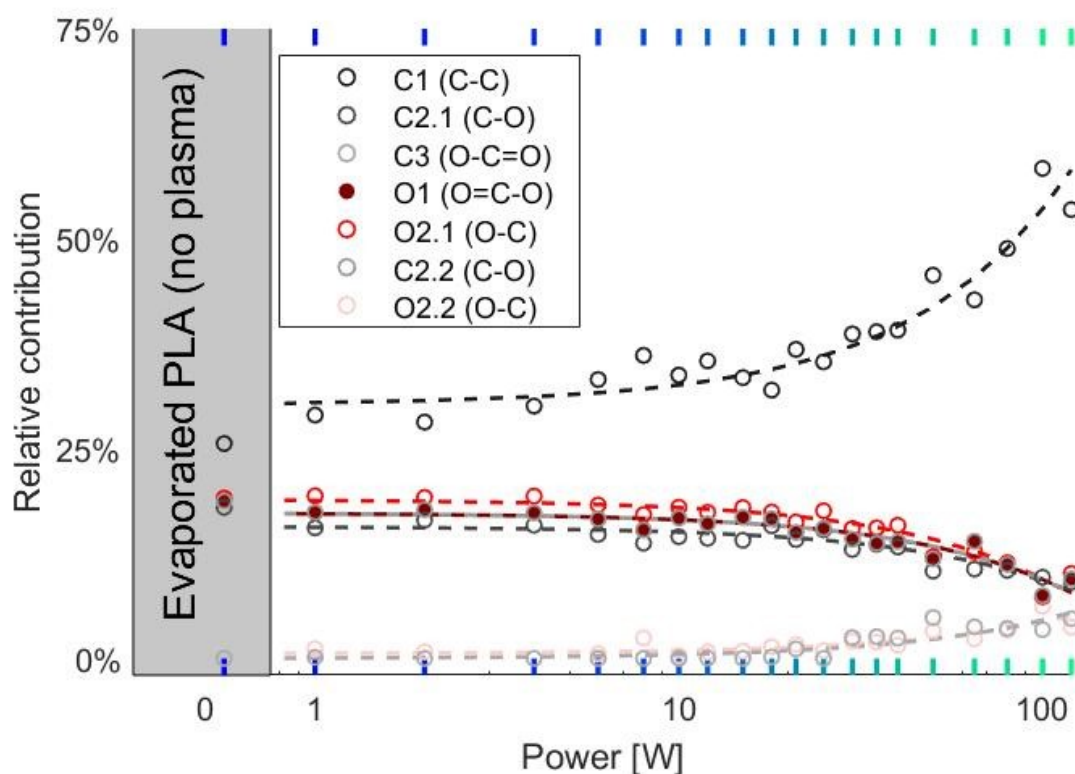 75%
50%
25%
0%
Relative contribution
Evaporated PLA (no plasma)
C1 (C-C)
C2.1 (C-O)
C3 (O-C=O)
O1 (O=C-O)
O2.1 (O-C)
C2.2 (C-O)
O2.2 (O-C)
0 1 10 100
Power [W]